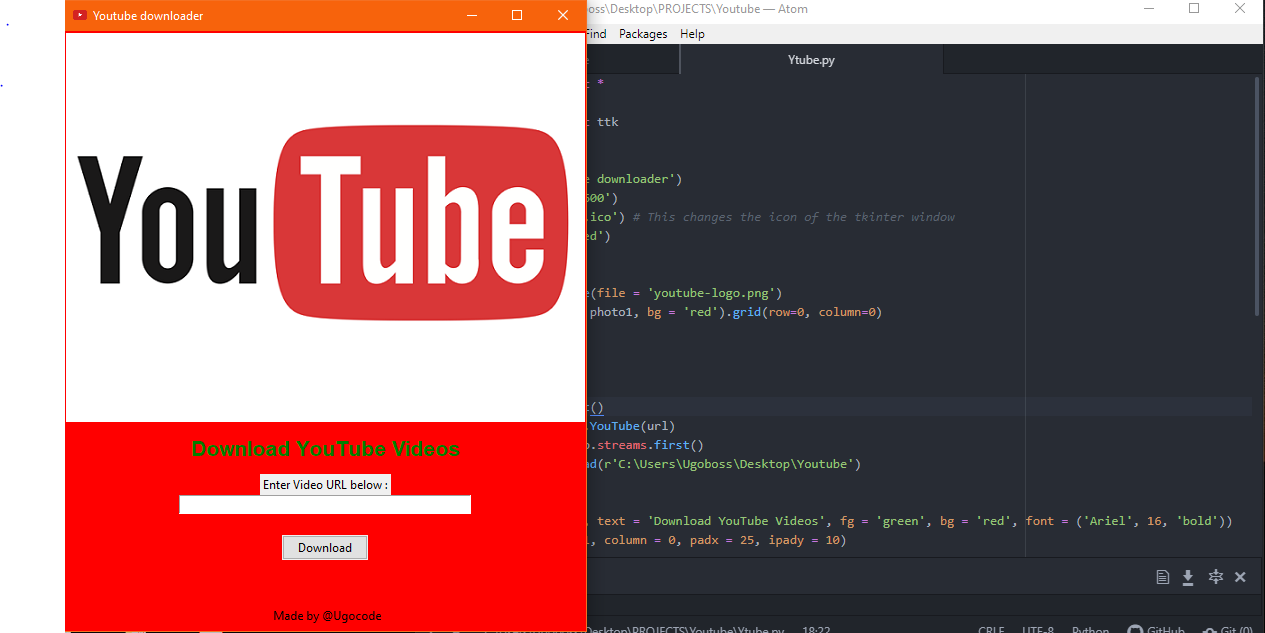 Youtube downloader
oss\Desktop\PROJECTS\Youtube — Atom
Find Packages Help
Ytube.py
YouTube
t *
t ttk
e downloader')
600')
.ico') # This changes the icon of the tkinter window
ed')
e(file = 'youtube-logo.png')
photo1, bg = 'red').grid(row=0, column=0)
t()
YouTube(url)
o.streams.first()
ad(r'C:\Users\Ugoboss\Desktop\Youtube')
, text = 'Download YouTube Videos', fg = 'green', bg = 'red', font = ('Ariel', 16, 'bold'))
1, column = 0, padx = 25, ipady = 10)
Download YouTube Videos
Enter Video URL below :
Download
Made by @Ugocode
Desktop\PROJECTS\Youtube\Ytube.py 18:22
CRLF UTF-8 Python GitHub Git (0)